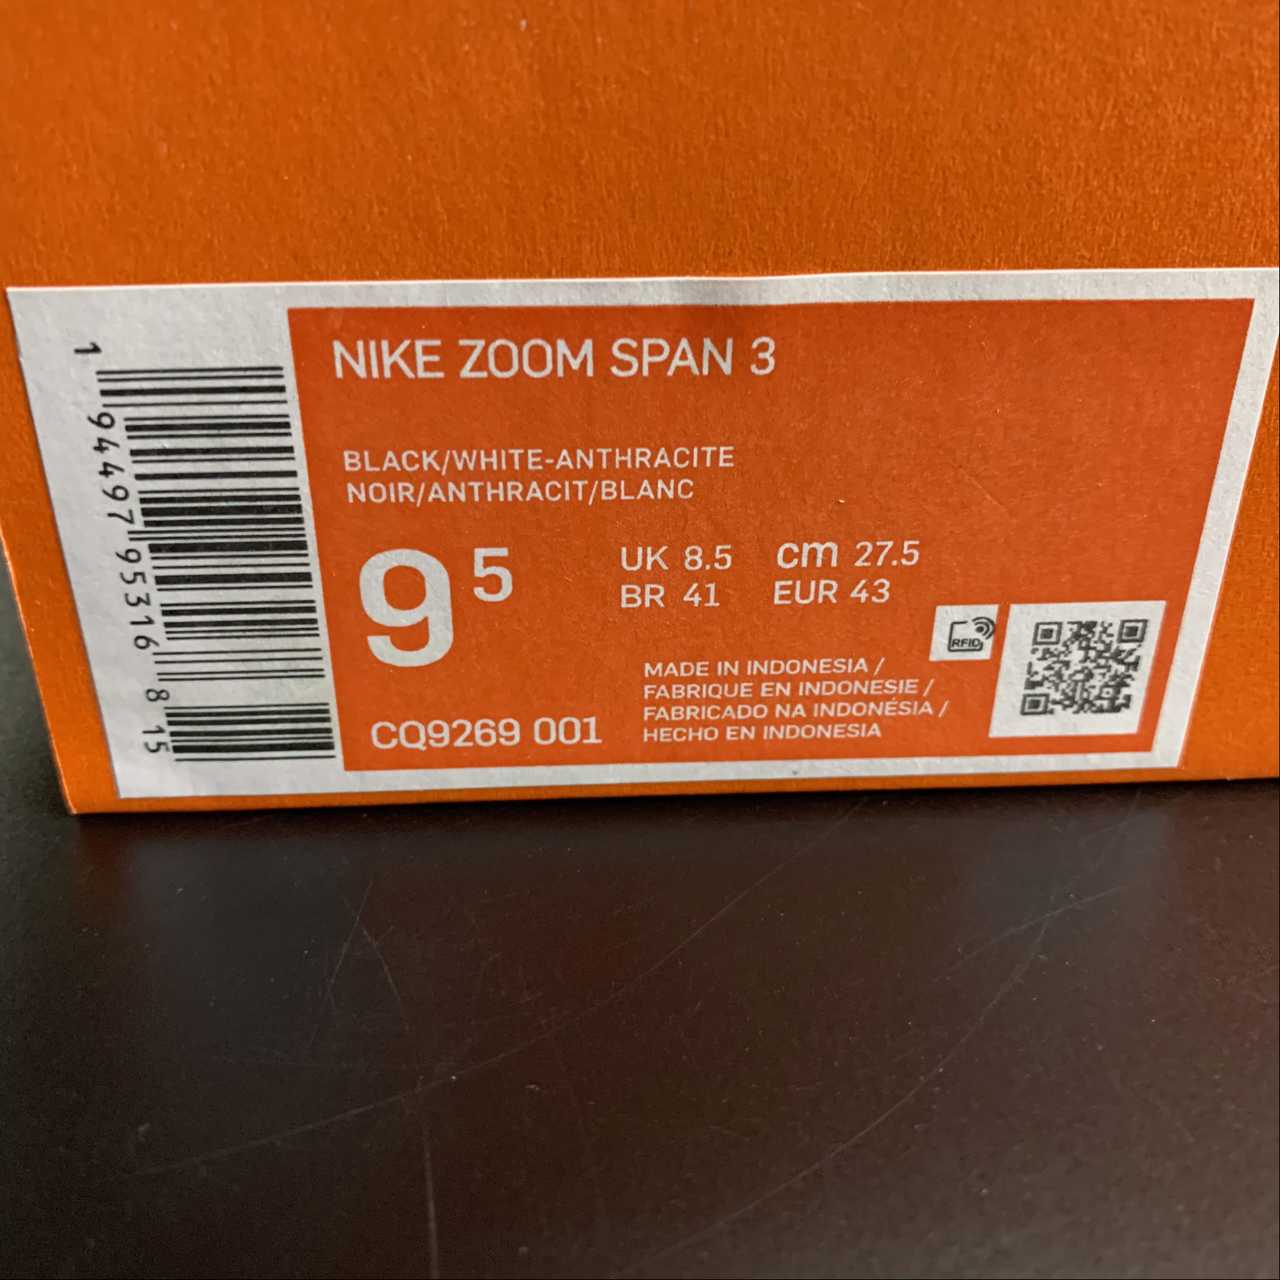 NIKE ZOOM SPAN 3
BLACK/WHITE-ANTHRACITE
NOIR/ANTHRACIT/BLANC
9 5
UK 8.5 cm 27.5
BR 41 EUR 43
RFID
MADE IN INDONESIA /
FABRIQUE EN INDONESIE /
FABRICADO NA INDONÉSIA /
HECHO EN INDONESIA
CQ9269 001
1 94497 95316 8 15